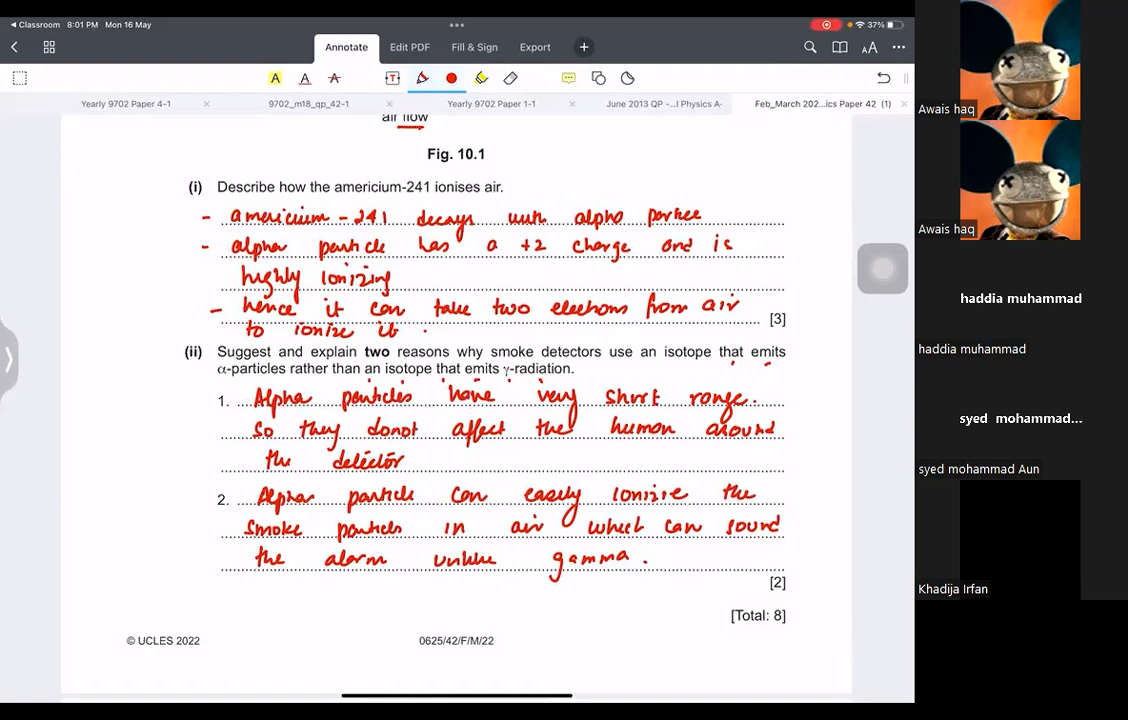 Classroom 8:01 PM Mon 16 May
37%
Annotate Edit PDF Fill & Sign Export
Yearly 9702 Paper 4-1 × 9702_m18_qp_42-1 × Yearly 9702 Paper 1-1 × June 2013 QP -...l Physics A- Feb_March 202...ics Paper 42 (1) ×
air flow
Fig. 10.1
(i) Describe how the americium-241 ionises air.
- americium - 241 decays with alpha
- alpha particle has a +2 charge and is
highly ionizing
- hence it can take two electrons from air
to ionize it . [3]
(ii) Suggest and explain two reasons why smoke detectors use an isotope that emits
α-particles rather than an isotope that emits γ-radiation.
1. Alpha particles have very short range.
so they donot affect the human around
the detector
2. Alpha particle can easily ionize the
smoke particles in air which can sound
the alarm unlike gamma .
[2]
[Total: 8]
© UCLES 2022 0625/42/F/M/22
Awais haq
Awais haq
haddia muhammad
haddia muhammad
syed mohammad...
syed mohammad Aun
Khadija Irfan